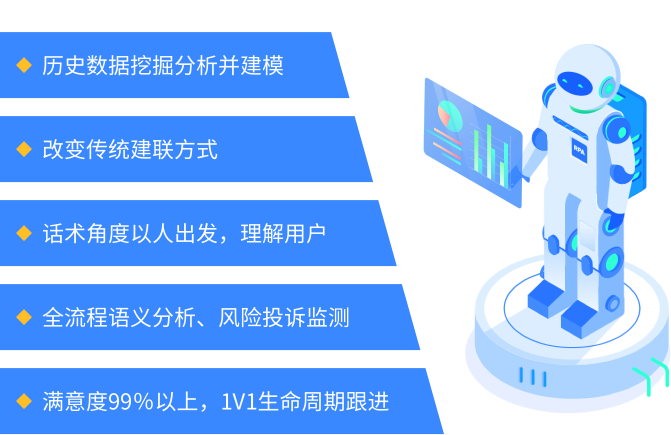 历史数据挖掘分析并建模
改变传统建联方式
话术角度以人出发，理解用户
全流程语义分析、风险投诉监测
满意度99%以上，1V1生命周期跟进
RPA